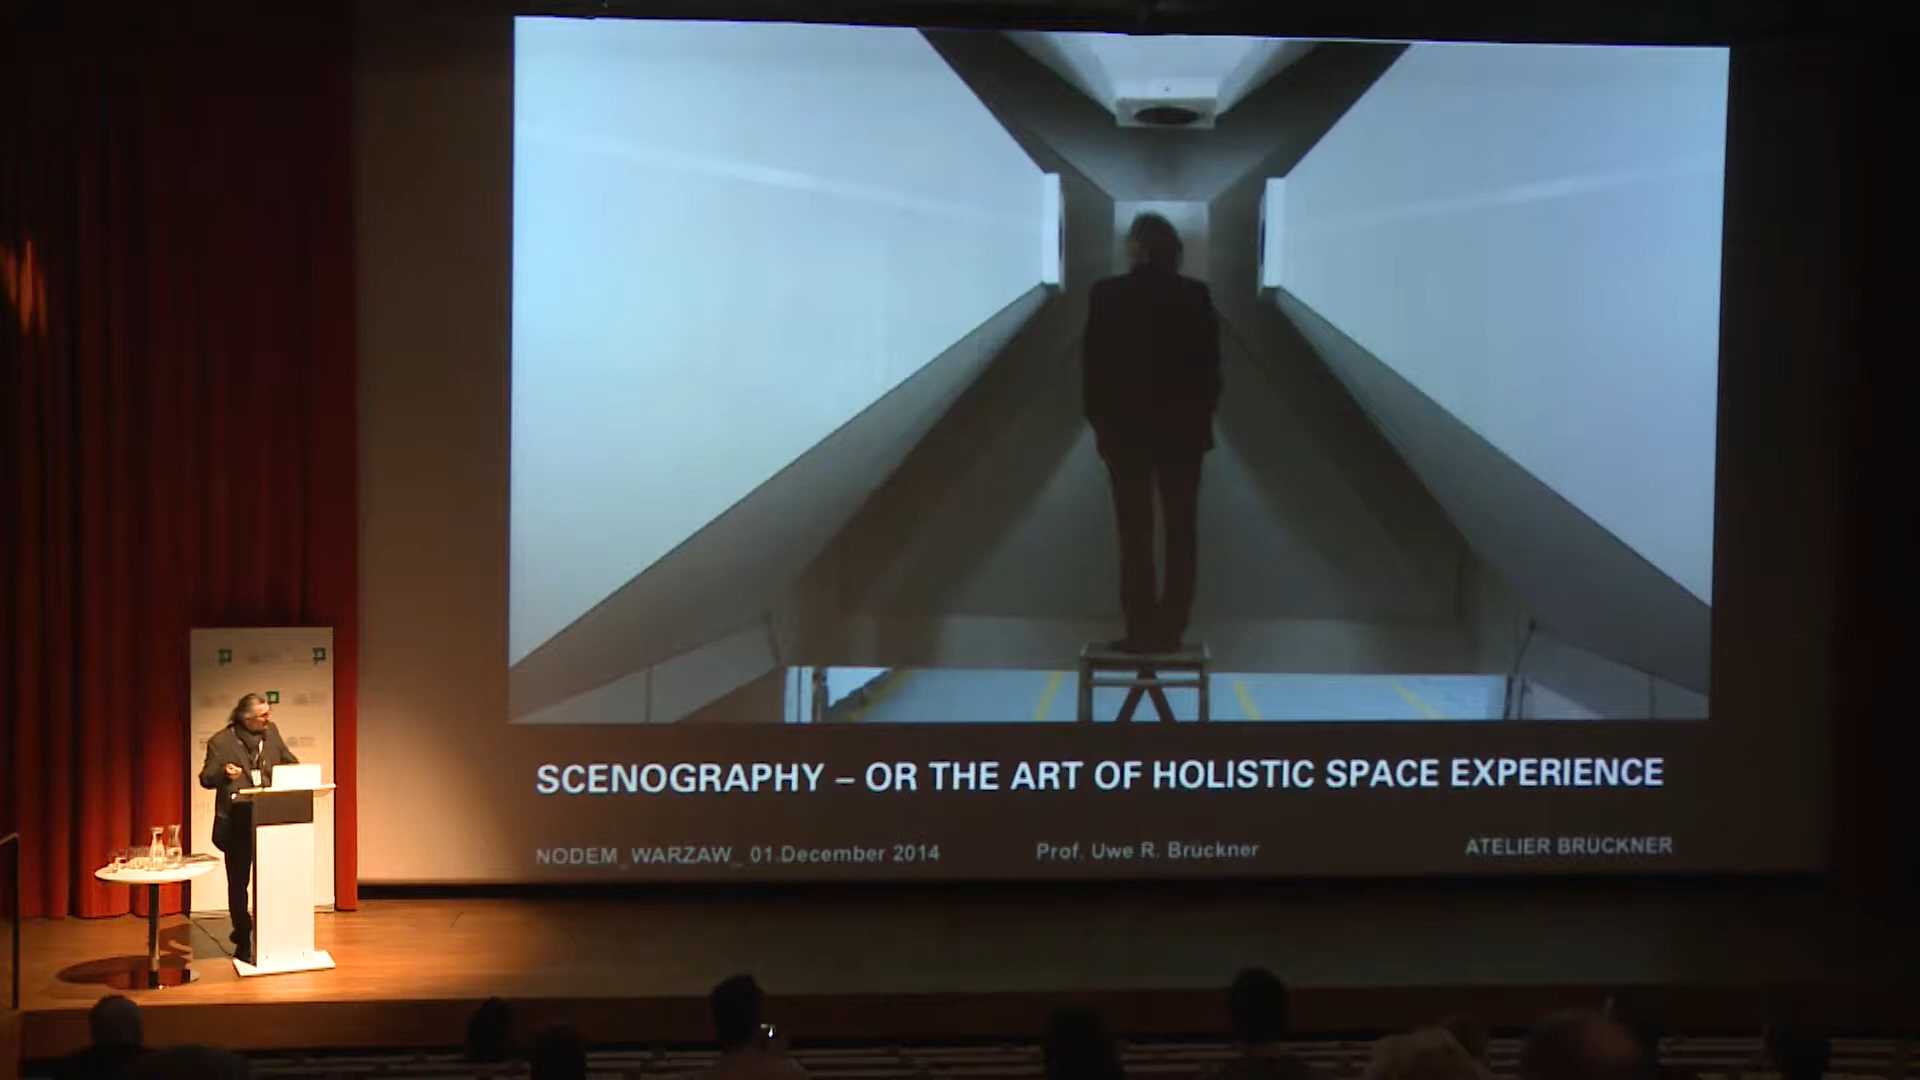 SCENOGRAPHY – OR THE ART OF HOLISTIC SPACE EXPERIENCE
NODEM_WARZAW_ 01.December 2014 Prof. Uwe R. Brückner ATELIER BRÜCKNER